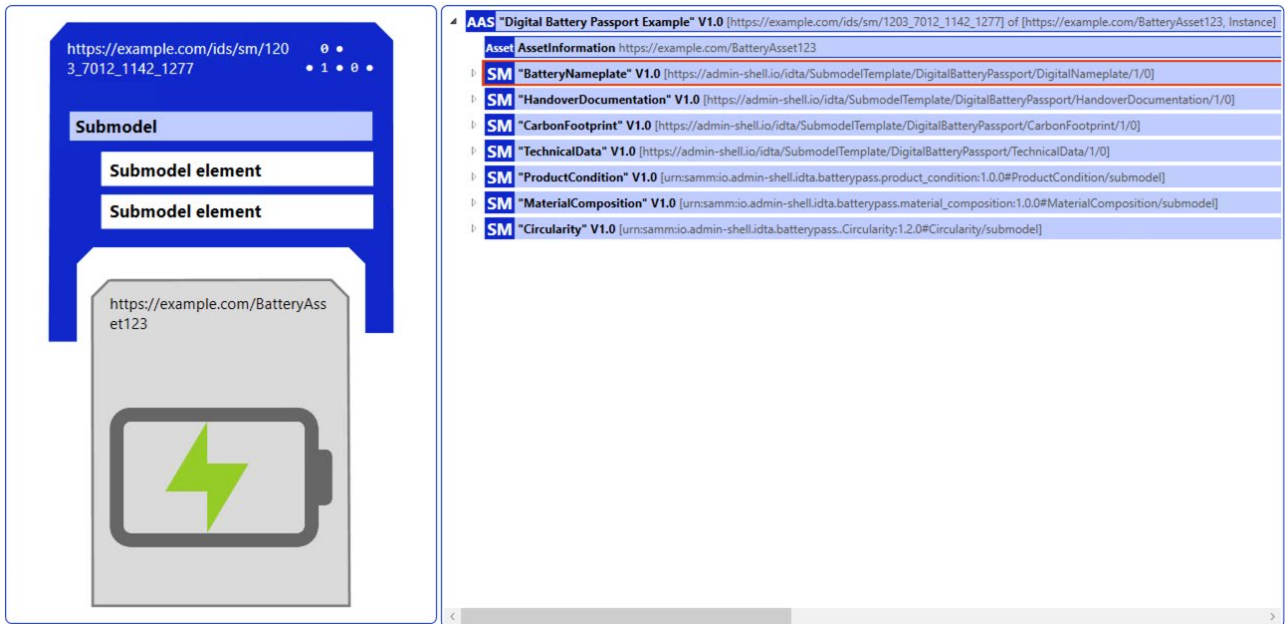 https://example.com/ids/sm/120 0 ●
3_7012_1142_1277 ● 1 ● 0 ●
Submodel
Submodel element
Submodel element
https://example.com/BatteryAss
et123
AAS "Digital Battery Passport Example" V1.0 [https://example.com/ids/sm/1203_7012_1142_1277] of [https://example.com/BatteryAsset123, Instance]
Asset AssetInformation https://example.com/BatteryAsset123
SM "BatteryNameplate" V1.0 [https://admin-shell.io/idta/SubmodelTemplate/DigitalBatteryPassport/DigitalNameplate/1/0]
SM "HandoverDocumentation" V1.0 [https://admin-shell.io/idta/SubmodelTemplate/DigitalBatteryPassport/HandoverDocumentation/1/0]
SM "CarbonFootprint" V1.0 [https://admin-shell.io/idta/SubmodelTemplate/DigitalBatteryPassport/CarbonFootprint/1/0]
SM "TechnicalData" V1.0 [https://admin-shell.io/idta/SubmodelTemplate/DigitalBatteryPassport/TechnicalData/1/0]
SM "ProductCondition" V1.0 [urn:samm:io.admin-shell.idta.batterypass.product_condition:1.0.0#ProductCondition/submodel]
SM "MaterialComposition" V1.0 [urn:samm:io.admin-shell.idta.batterypass.material_composition:1.0.0#MaterialComposition/submodel]
SM "Circularity" V1.0 [urn:samm:io.admin-shell.idta.batterypass..Circularity:1.2.0#Circularity/submodel]